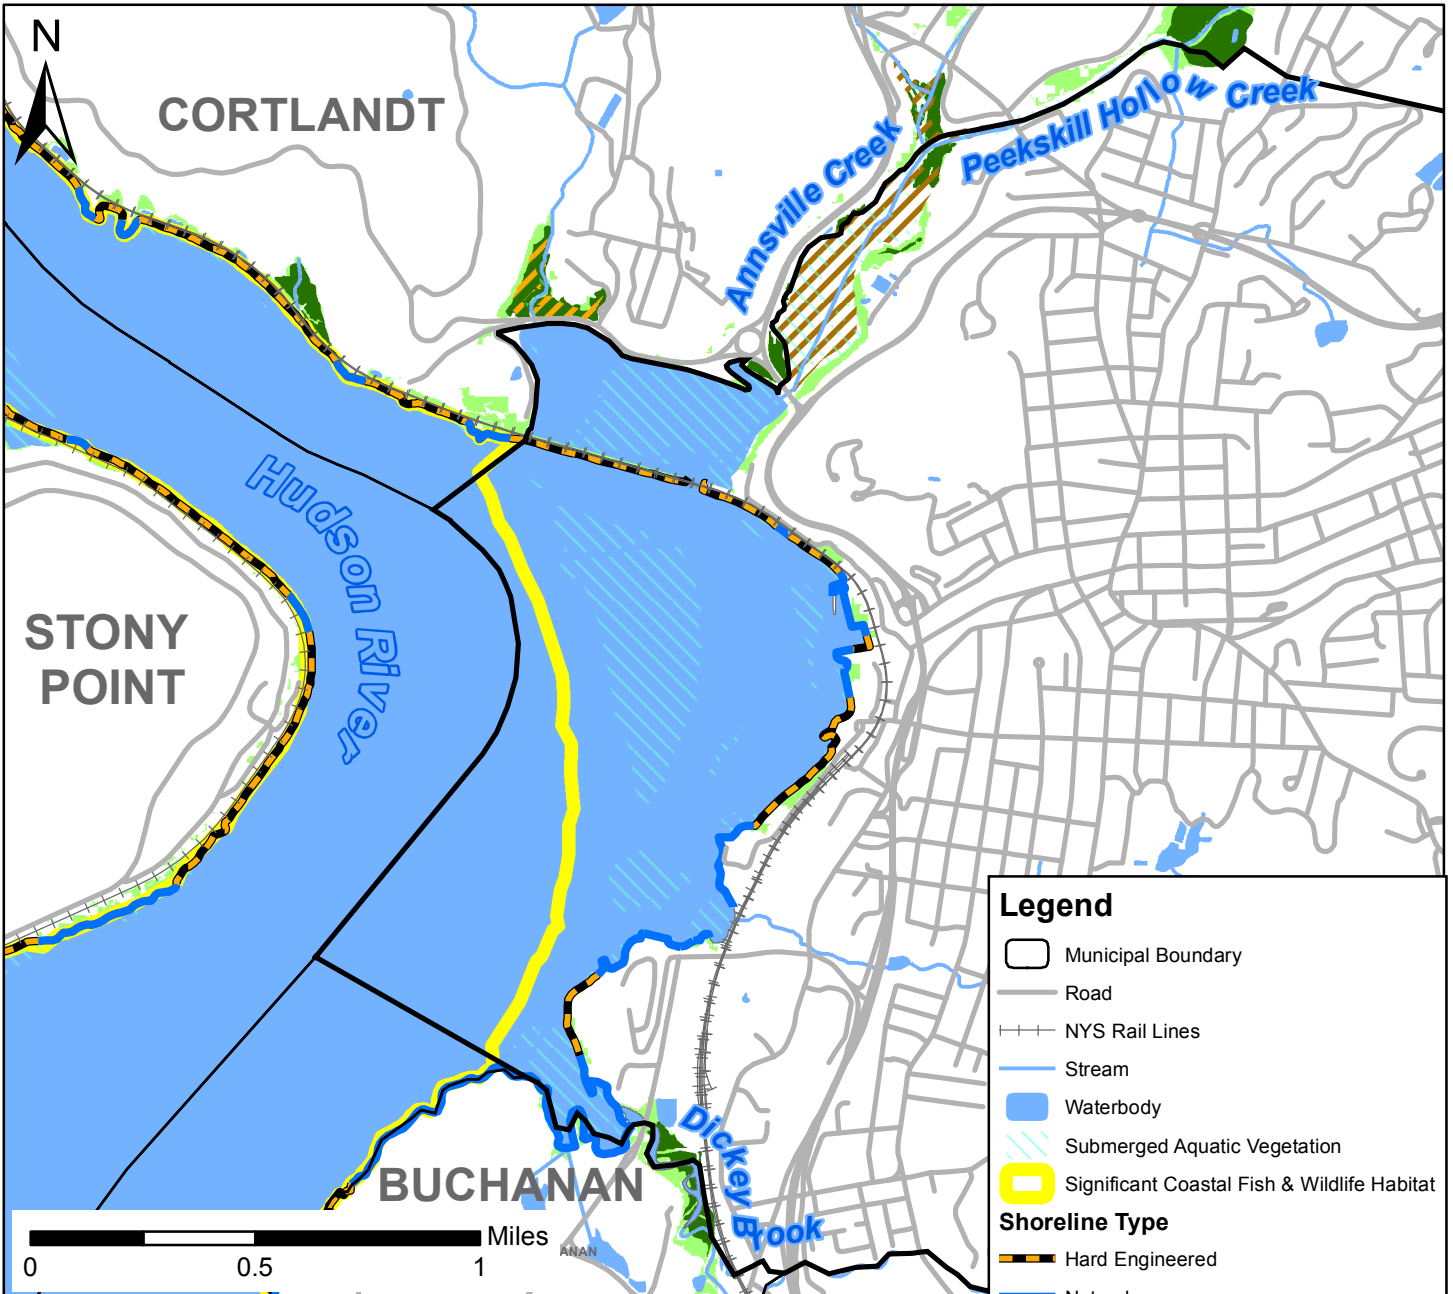 N
CORTLANDT
Annsville Creek
Peekskill Hollow Creek
Hudson River
STONY
POINT
BUCHANAN
Dickey Brook
Miles
ANAN
0 0.5 1
Legend
Municipal Boundary
Road
NYS Rail Lines
Stream
Waterbody
Submerged Aquatic Vegetation
Significant Coastal Fish & Wildlife Habitat
Shoreline Type
Hard Engineered